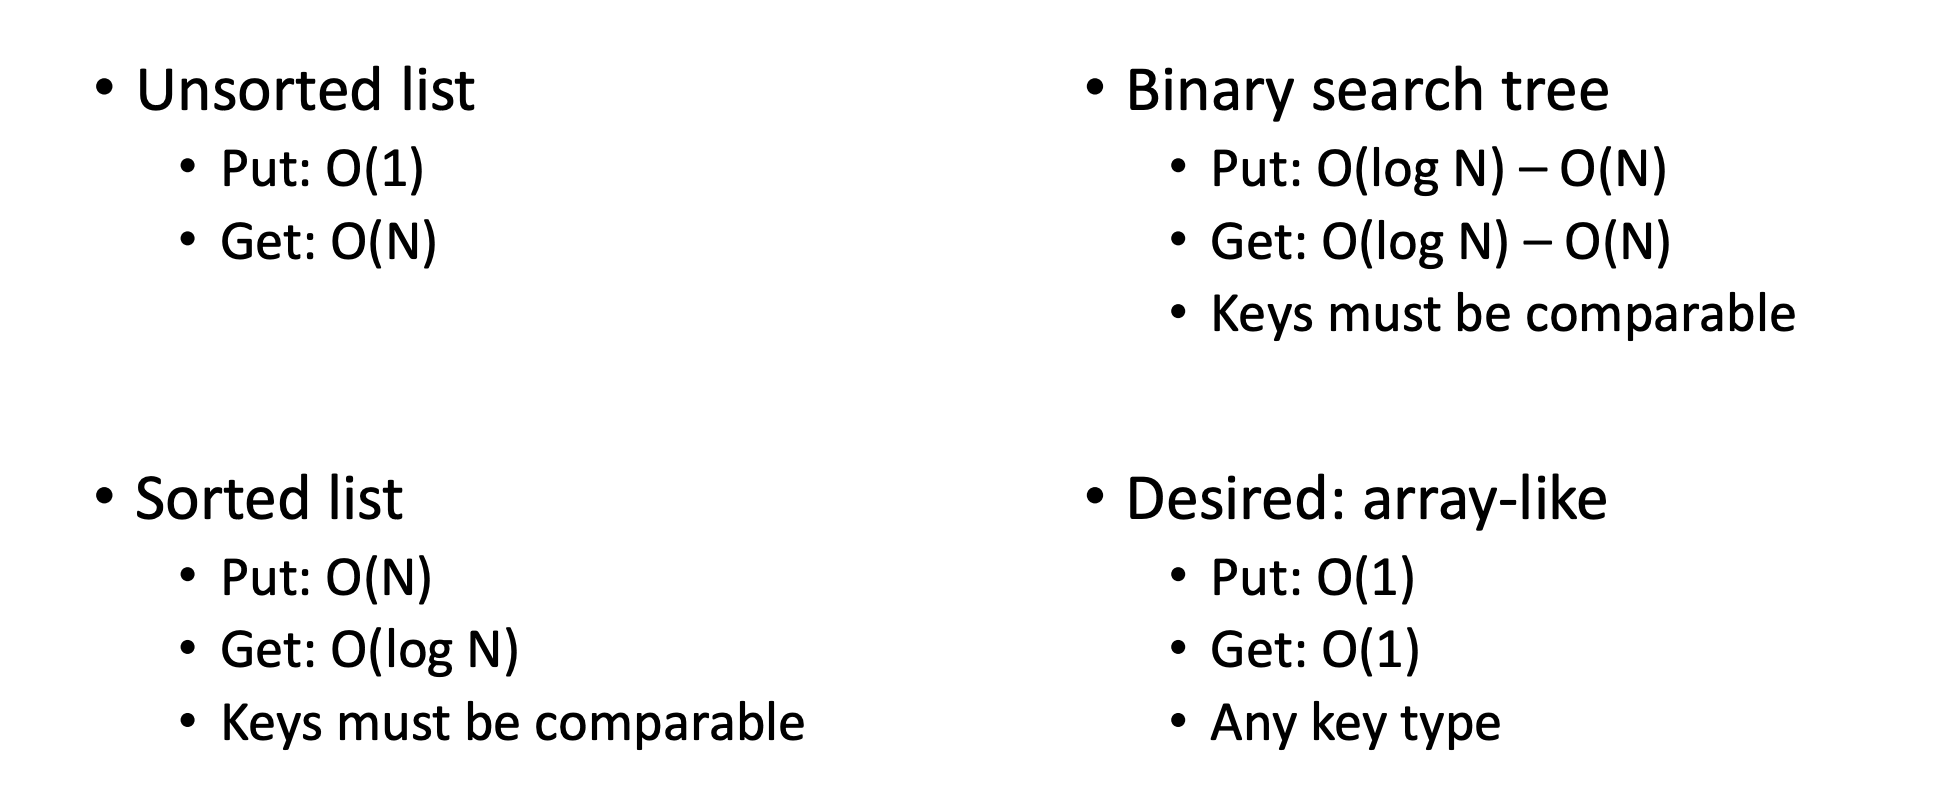 • Unsorted list
• Put: O(1)
• Get: O(N)
• Sorted list
• Put: O(N)
• Get: O(log N)
• Keys must be comparable
• Binary search tree
• Put: O(log N) – O(N)
• Get: O(log N) – O(N)
• Keys must be comparable
• Desired: array-like
• Put: O(1)
• Get: O(1)
• Any key type